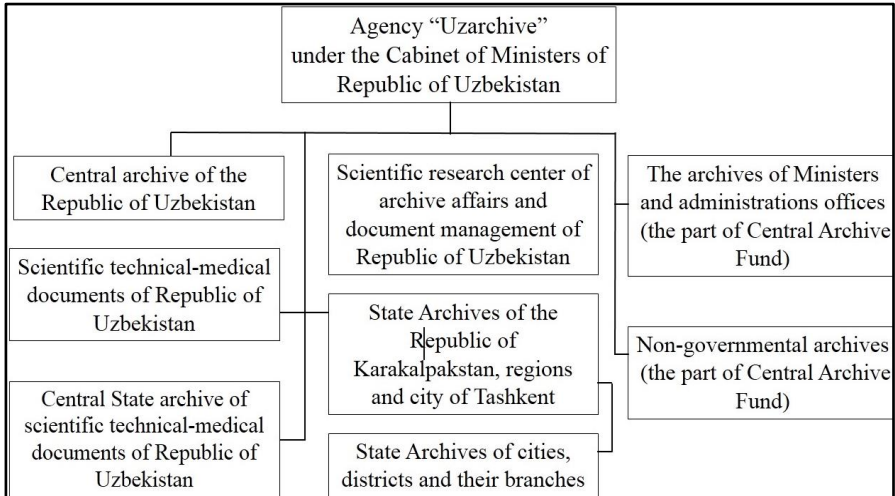 Agency “Uzarchive”
under the Cabinet of Ministers of
Republic of Uzbekistan
Central archive of the
Republic of Uzbekistan
Scientific technical-medical
documents of Republic of
Uzbekistan
Central State archive of
scientific technical-medical
documents of Republic of
Uzbekistan
Scientific research center of
archive affairs and
document management of
Republic of Uzbekistan
State Archives of the
Republic of
Karakalpakstan, regions
and city of Tashkent
State Archives of cities,
districts and their branches
The archives of Ministers
and administrations offices
(the part of Central Archive
Fund)
Non-governmental archives
(the part of Central Archive
Fund)